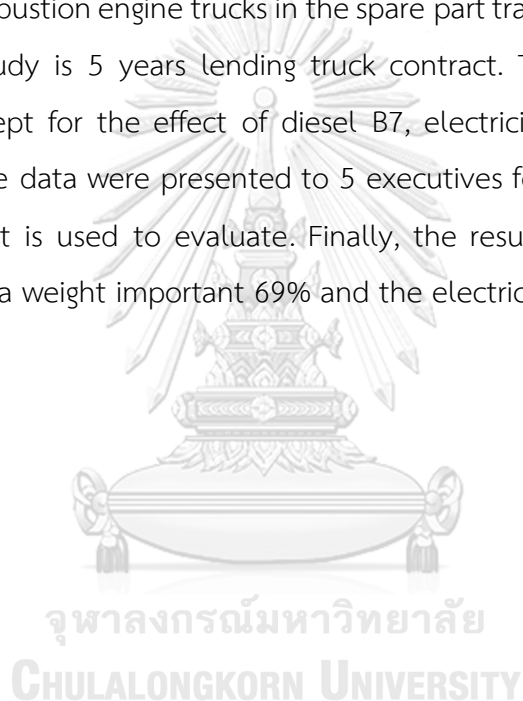 bustion engine trucks in the spare part tra
udy is 5 years lending truck contract. T
ept for the effect of diesel B7, electrici
e data were presented to 5 executives fo
t is used to evaluate. Finally, the resu
a weight important 69% and the electric
จุฬาลงกรณ์มหาวิทยาลัย
CHULALONGKORN UNIVERSITY